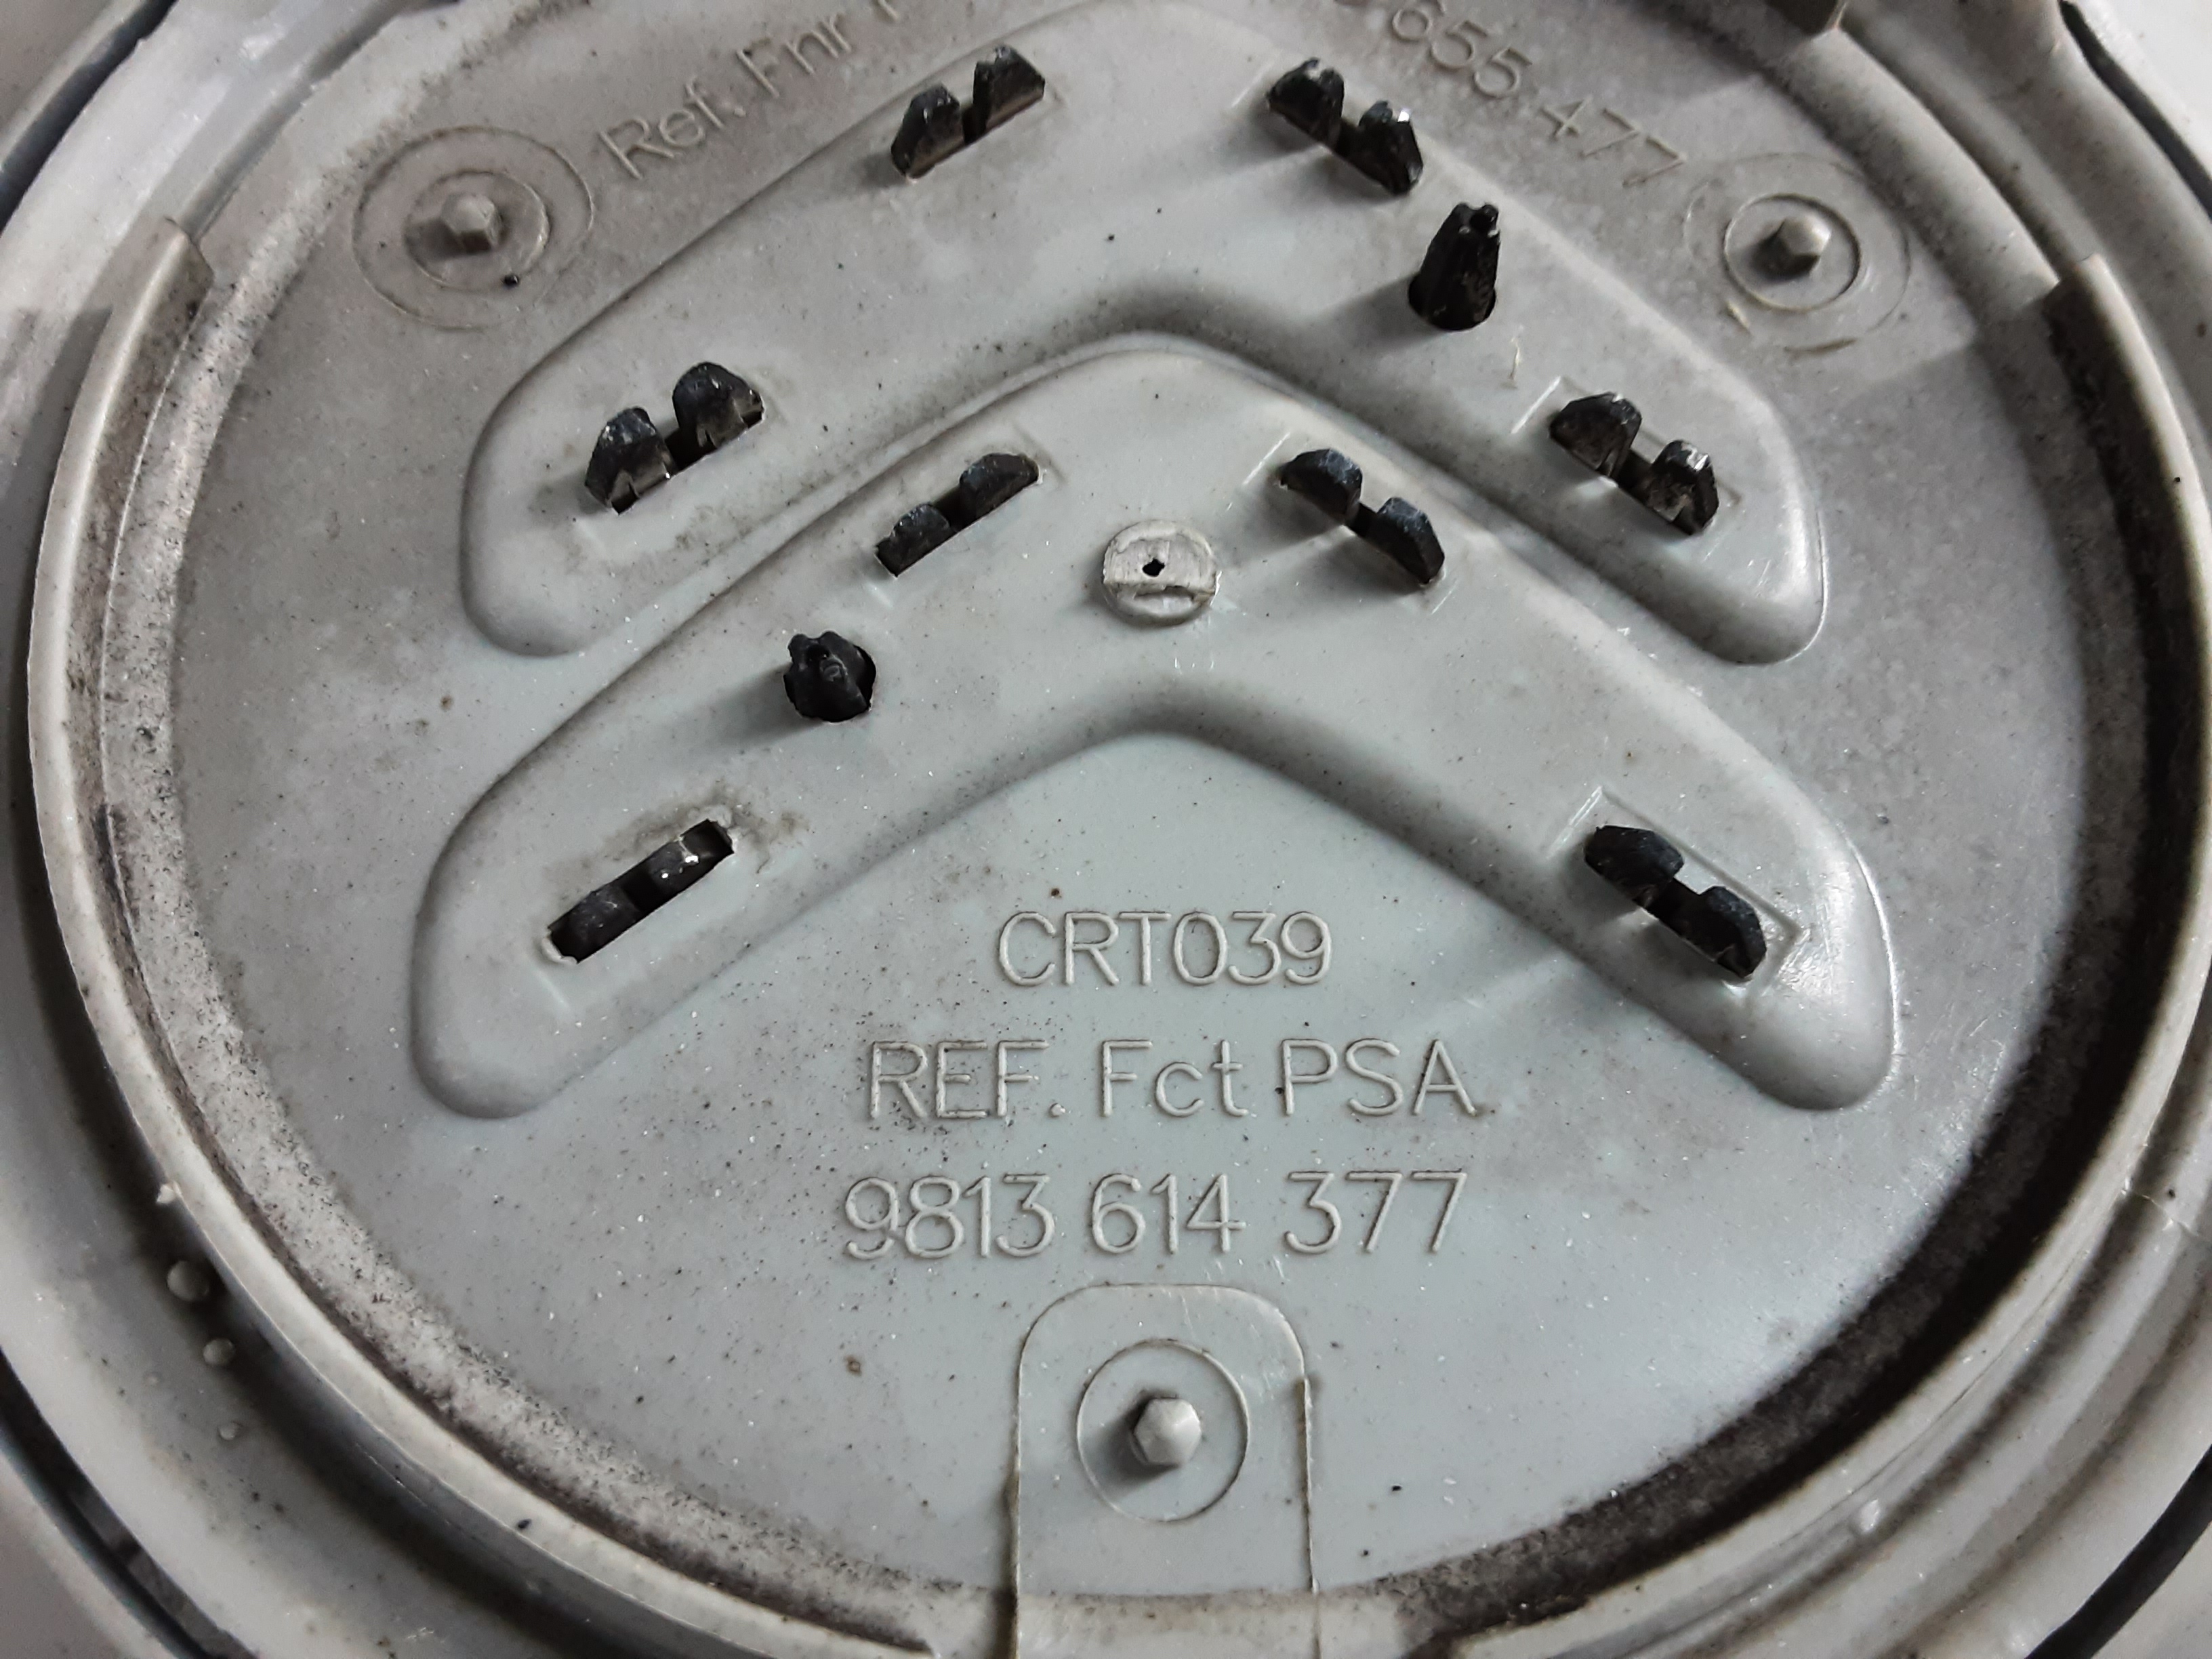 Ref. Fnr
655 477
CRT039
REF. Fct PSA
9813 614 377